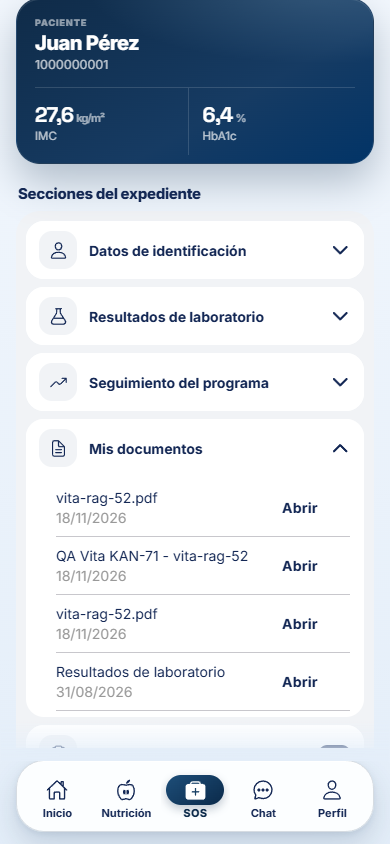 PACIENTE
Juan Pérez
1000000001
27,6 kg/m²
IMC
6,4 %
HbA1c
Secciones del expediente
Datos de identificación
Resultados de laboratorio
Seguimiento del programa
Mis documentos
vita-rag-52.pdf
18/11/2026
Abrir
QA Vita KAN-71 - vita-rag-52
18/11/2026
Abrir
vita-rag-52.pdf
18/11/2026
Abrir
Resultados de laboratorio
31/08/2026
Abrir
Inicio
Nutrición
SOS
Chat
Perfil